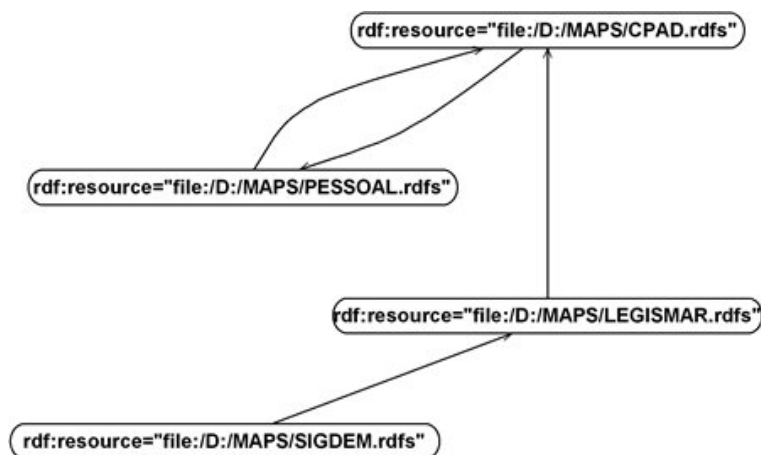 rdf:resource="file:/D:/MAPS/CPAD.rdfs"
rdf:resource="file:/D:/MAPS/PESSOAL.rdfs"
rdf:resource="file:/D:/MAPS/LEGISMAR.rdfs"
rdf:resource="file:/D:/MAPS/SIGDEM.rdfs"